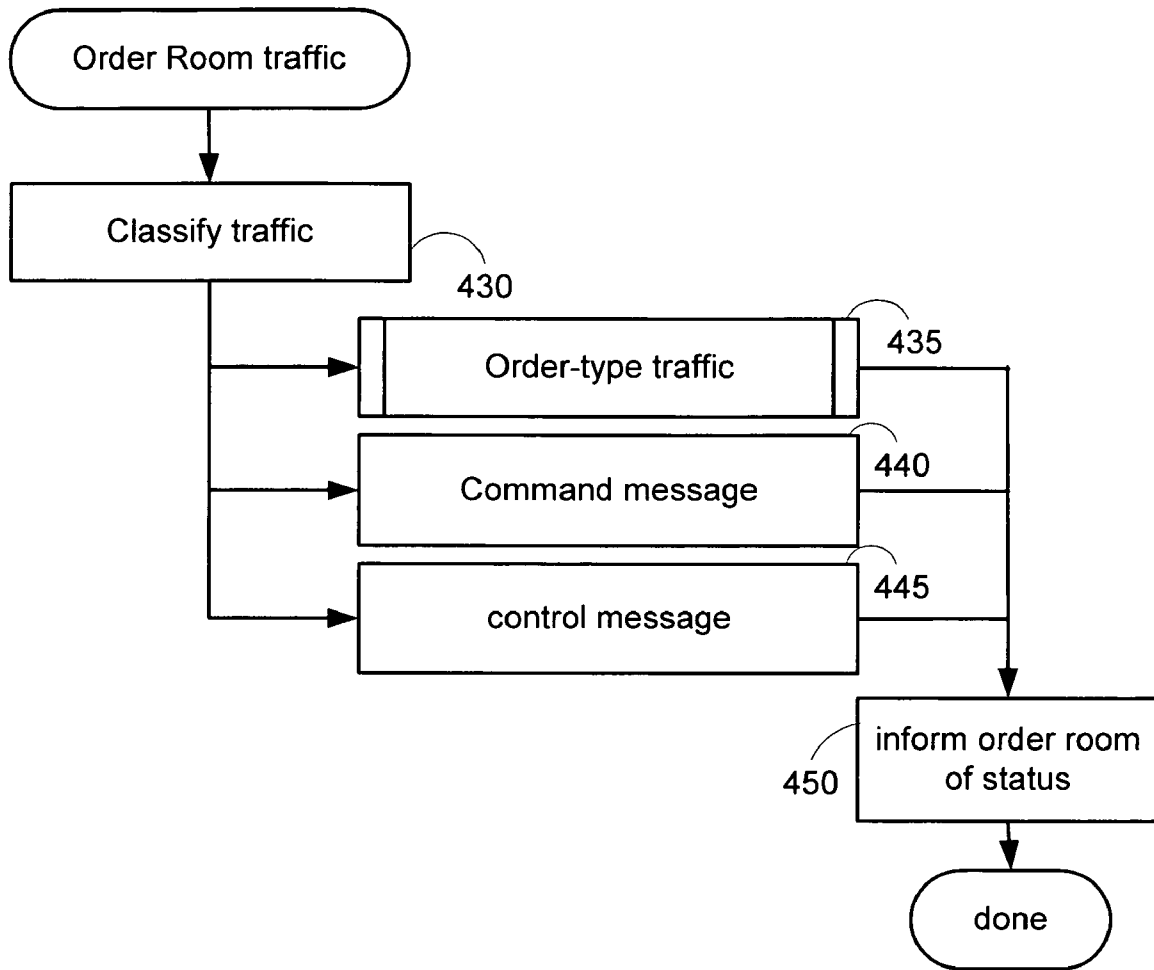 Order Room traffic
Classify traffic
430
Order-type traffic
435
Command message
440
control message
445
inform order room
of status
450
done